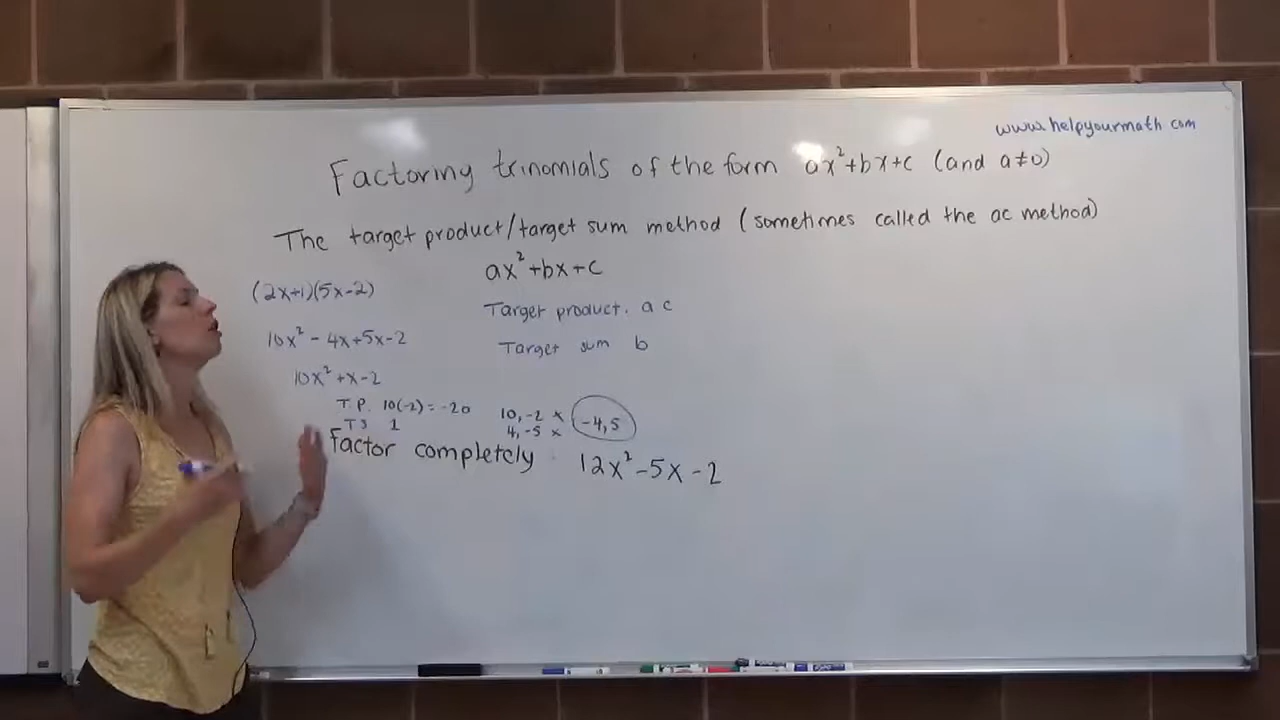 www.helpyourmath.com
Factoring trinomials of the form ax²+bx+c (and a≠0)
The target product/target sum method (sometimes called the ac method)
ax²+bx+c
(2x+1)(5x-2)
Target product: ac
10x² - 4x+5x-2
Target sum b
10x² +x-2
T.P. 10(-2) = -20
10, -2 x
-4,5
T S 1
4, -5 x
Factor completely 12x²-5x-2